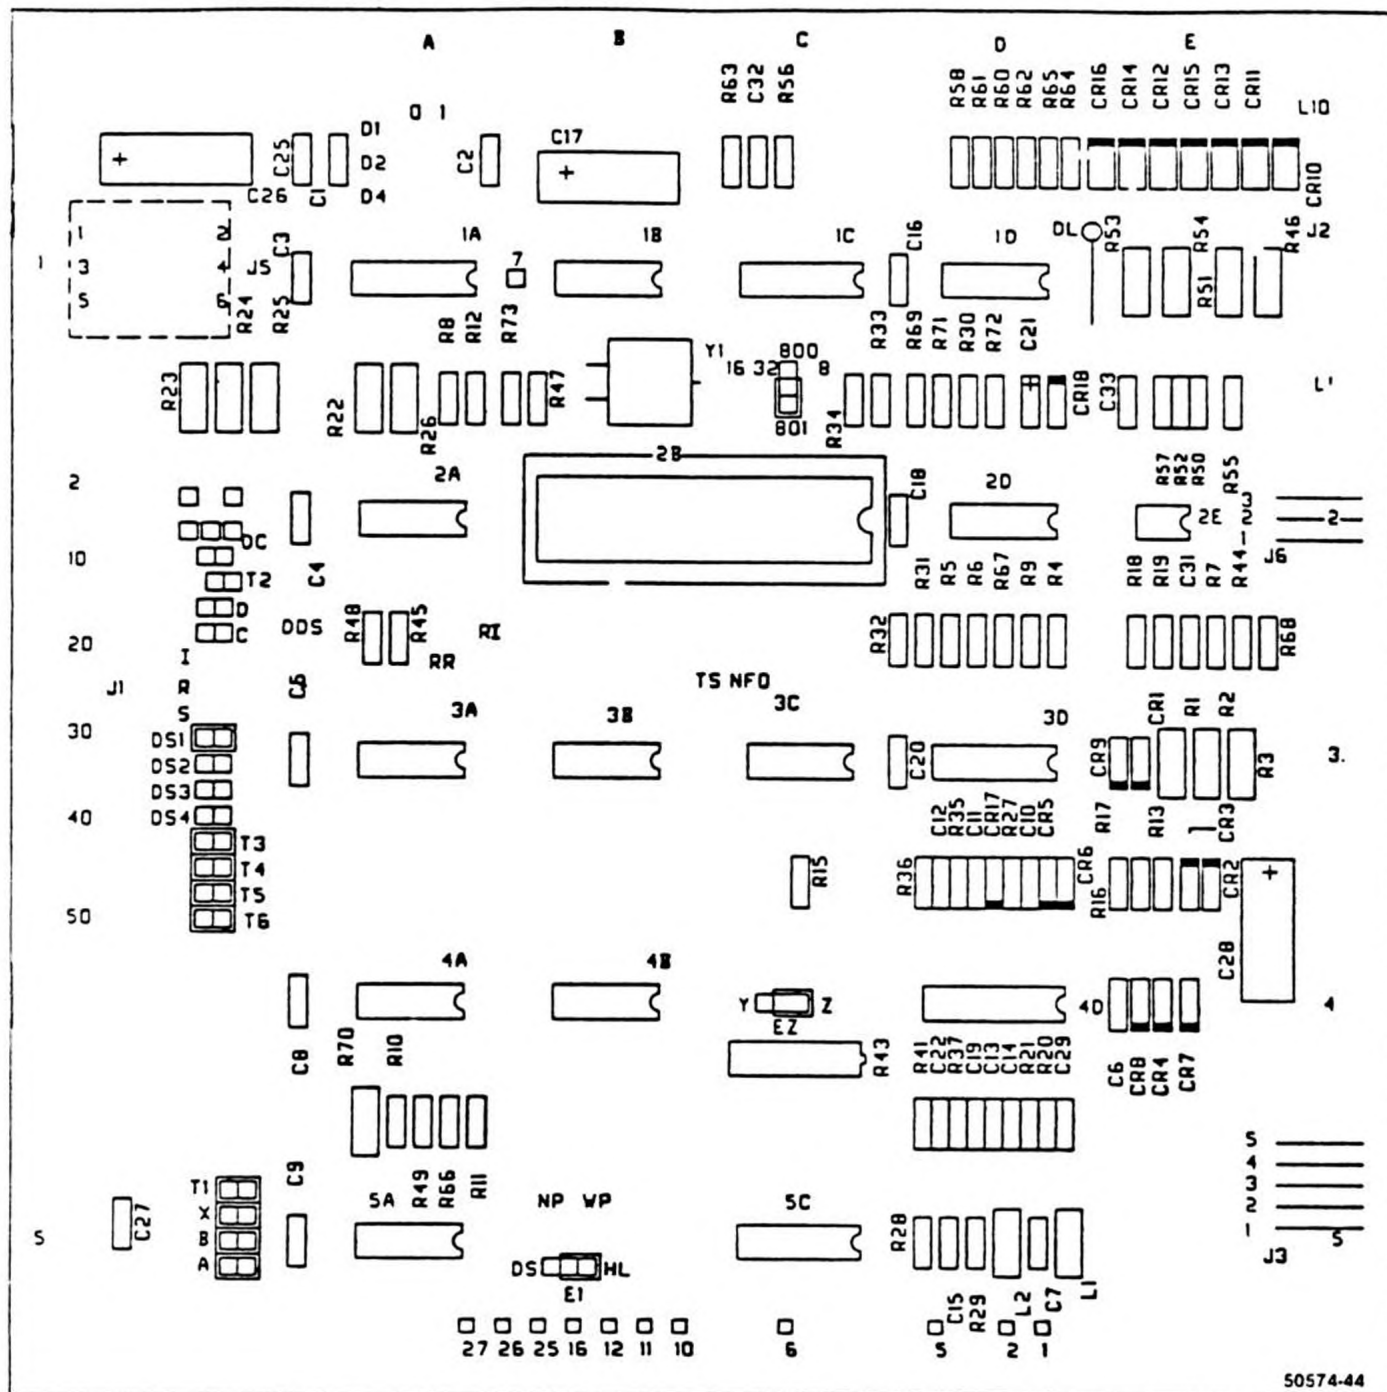 A B C D E
R63 C32 R56 R58 R61 R60 R62 R65 R64 CR16 CR14 CR12 CR15 CR13 CR11 L10
0 1
D1
D2
D4
+ C25 C26 C1 C2 C17 + CR10
1 2
3 4
5 6
1 J5 C3 1A 7 1B 1C C16 1D DL R53 R54 R51 R46 J2
R24 R25 R8 R12 R73 R33 R69 R71 R30 R72 C21
R23 R22 R26 R47 Y1 16 32 800 8 801 R34 + CR18 C33 L1
2 2A 2B C18 2D R57 R52 R50 R55 2E 3 2 2 J6
10 DC
T2
D
C
C4 R31 R5 R6 R67 R9 R4 R18 R19 C31 R7 R44
20 DDS R48 R45 RR RI R32 R68
J1 I
R
S
TS NFO
30 C5 3A 3B 3C 3D CR1 R1 R2
DS1
DS2
DS3
40 DS4
T3
T4
T5
50 T6
C20 CR9 R3 3.
C12 R35 C11 CR17 R27 C10 CR5 R17 R13 CR3
R15 R36 CR6 R16 CR2 + C28
4A 4B Y Z EZ 4D 4
C8 R70 R10 R43 R41 C22 R37 C19 C13 C14 R21 R20 C29 C6 CR8 CR4 CR7
R49 R66 R11
5
4
3
2
1 5
J3
T1
X
B
A
5 C27 C9 5A NP WP 5C R28
DS HL
E1
C15 R29 L2 C7 L1
27 26 25 16 12 11 10 6 5 2 1
50574-44